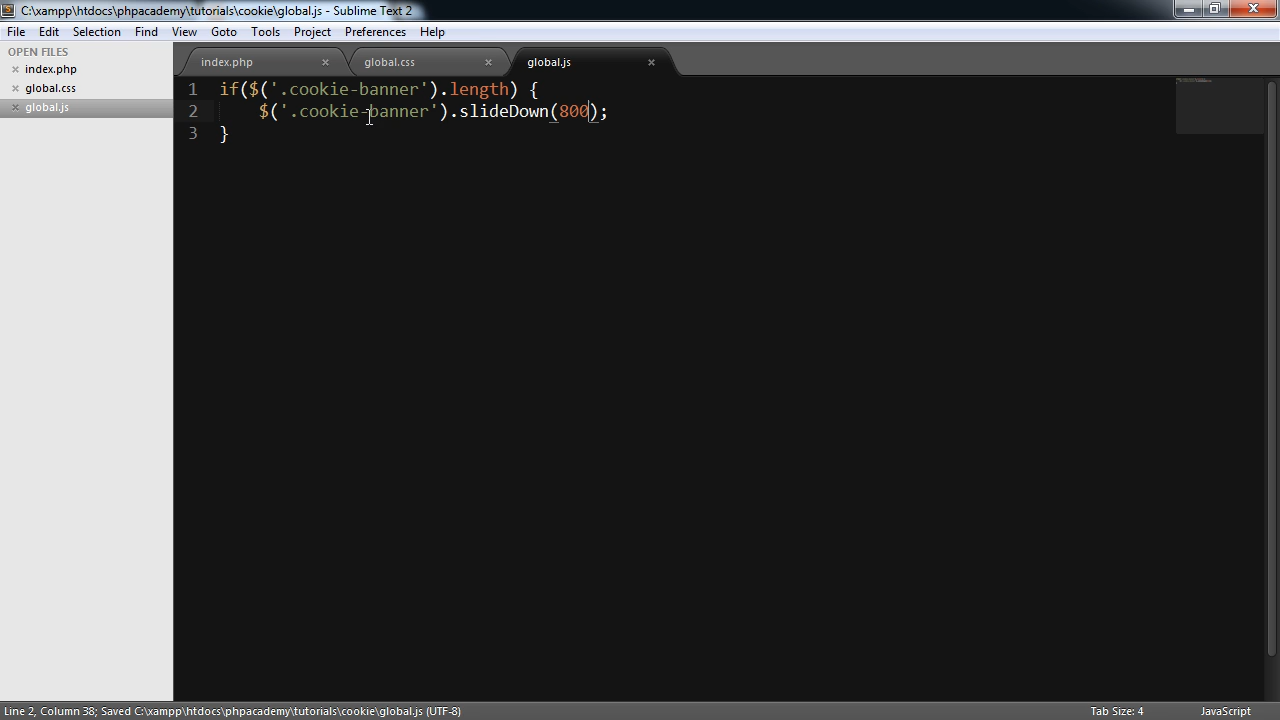 C:\xampp\htdocs\phpacademy\tutorials\cookie\global.js - Sublime Text 2
File Edit Selection Find View Goto Tools Project Preferences Help
OPEN FILES
index.php
global.css
global.js
index.php global.css global.js
1 if($('.cookie-banner').length) {
2 $('.cookie-banner').slideDown(800);
3 }
Line 2, Column 38; Saved C:\xampp\htdocs\phpacademy\tutorials\cookie\global.js (UTF-8) Tab Size: 4 JavaScript